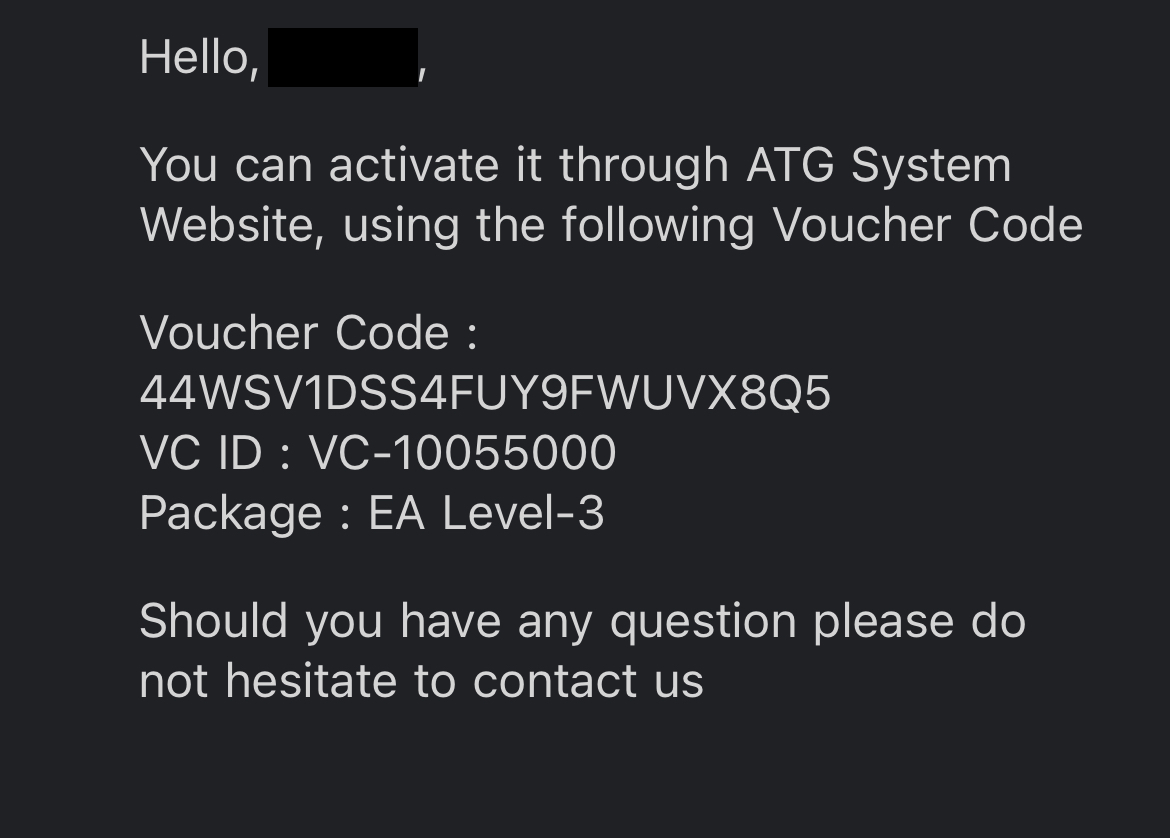 Hello, ,
You can activate it through ATG System
Website, using the following Voucher Code
Voucher Code :
44WSV1DSS4FUY9FWUVX8Q5
VC ID : VC-10055000
Package : EA Level-3
Should you have any question please do
not hesitate to contact us